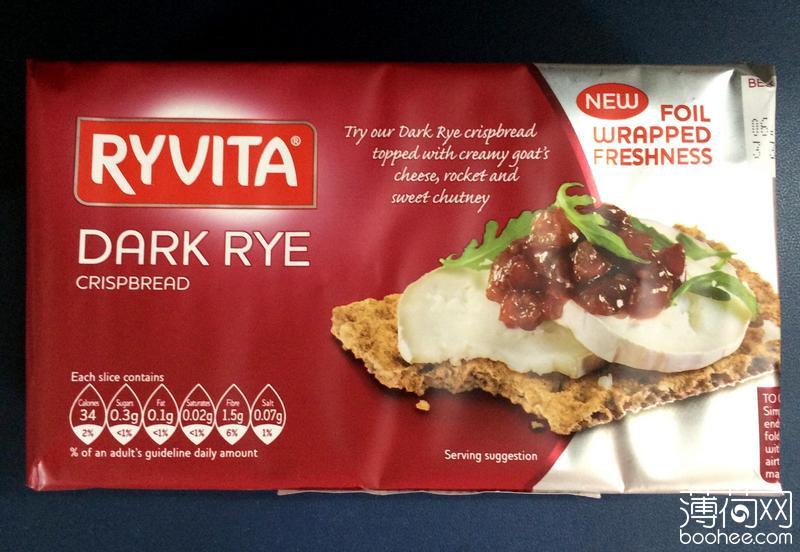 RYVITA®
DARK RYE
CRISPBREAD
Try our Dark Rye crispbread
topped with creamy goat's
cheese, rocket and
sweet chutney
NEW
FOIL
WRAPPED
FRESHNESS
Each slice contains
Calories Sugars Fat Saturates Fibre Salt
34 0.3g 0.1g 0.02g 1.5g 0.07g
2% <1% <1% <1% 6% 1%
% of an adult's guideline daily amount
Serving suggestion
薄荷网
boohee.com